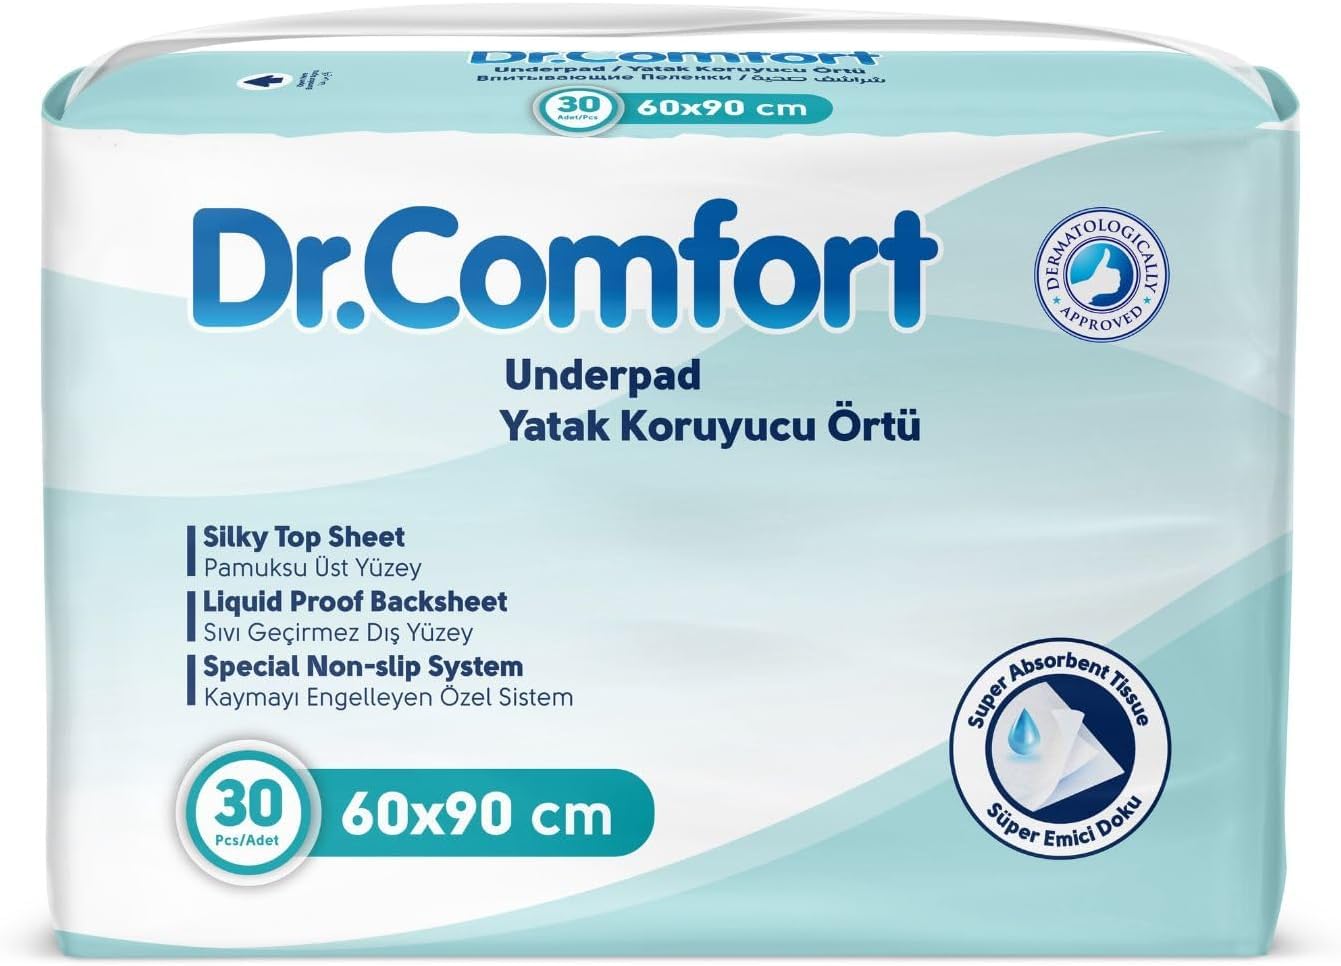 Dr.Comfort
Underpad / Yatak Koruyucu Örtü
Впитывающие Пеленки / شراشف صحية
30 60x90 cm
Adet/Pcs
Dr.Comfort
DERMATOLOGICALLY
APPROVED
Underpad
Yatak Koruyucu Örtü
Silky Top Sheet
Pamuksu Üst Yüzey
Liquid Proof Backsheet
Sıvı Geçirmez Dış Yüzey
Special Non-slip System
Kaymayı Engelleyen Özel Sistem
30 60x90 cm
Pcs/Adet
Super Absorbent Tissue
Süper Emici Doku